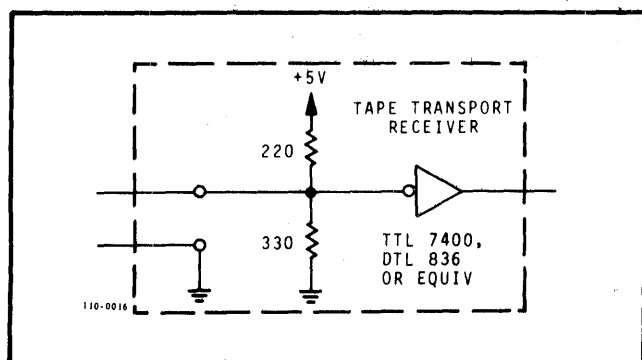 +5V
TAPE TRANSPORT
RECEIVER
220
330
TTL 7400,
DTL 836
OR EQUIV
110-0016